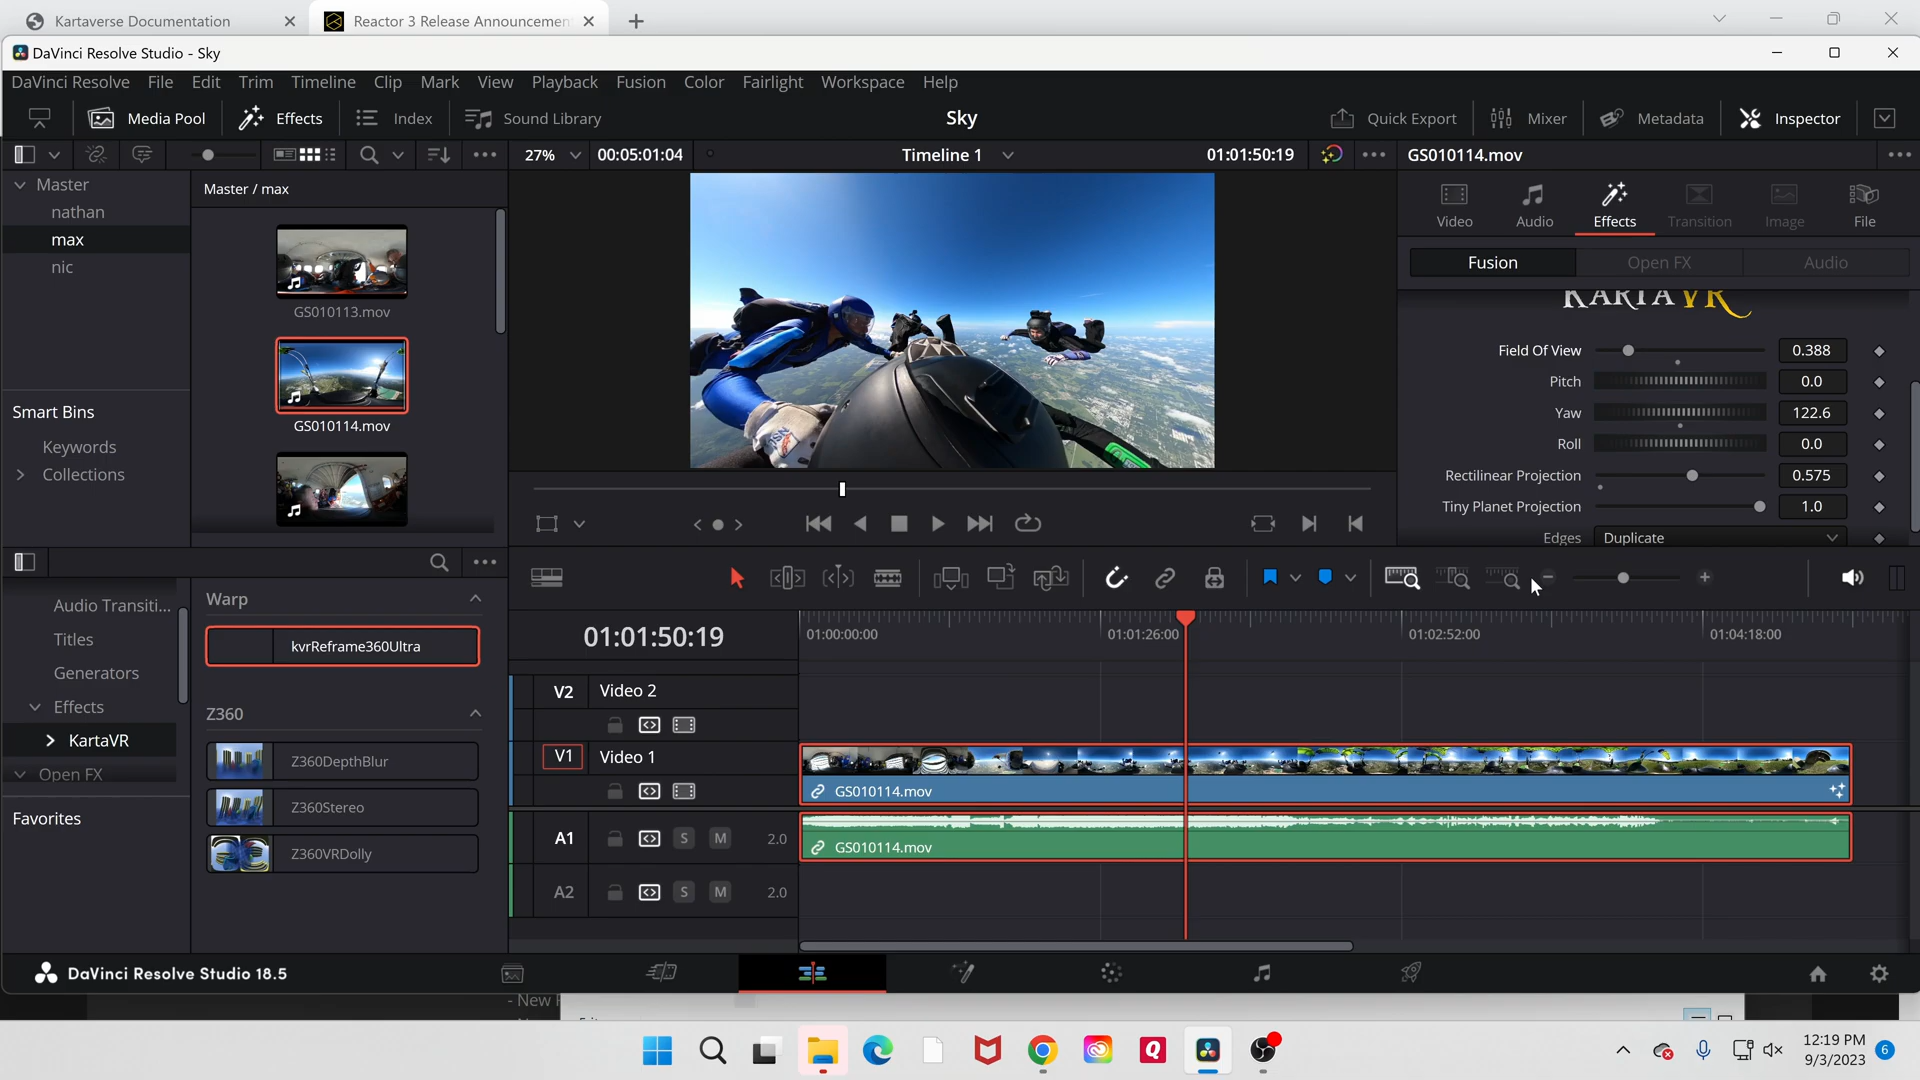 Kartaverse Documentation
Reactor 3 Release Announcemen
DaVinci Resolve Studio - Sky
DaVinci Resolve File Edit Trim Timeline Clip Mark View Playback Fusion Color Fairlight Workspace Help
Media Pool Effects Index Sound Library Sky Quick Export Mixer Metadata Inspector
27% 00:05:01:04 Timeline 1 01:01:50:19 GS010114.mov
Master
nathan
max
nic
Master / max
GS010113.mov
GS010114.mov
Smart Bins
Keywords
Collections
Video Audio Effects Transition Image File
Fusion Open FX Audio
KARTAVR
Field Of View 0.388
Pitch 0.0
Yaw 122.6
Roll 0.0
Rectilinear Projection 0.575
Tiny Planet Projection 1.0
Edges Duplicate
Audio Transiti...
Titles
Generators
Effects
KartaVR
Open FX
Favorites
Warp
kvrReframe360Ultra
Z360
Z360DepthBlur
Z360Stereo
Z360VRDolly
01:01:50:19
01:00:00:00 01:01:26:00 01:02:52:00 01:04:18:00
V2 Video 2
V1 Video 1
GS010114.mov
A1 S M 2.0
GS010114.mov
A2 S M 2.0
DaVinci Resolve Studio 18.5
- New
12:19 PM
9/3/2023
6